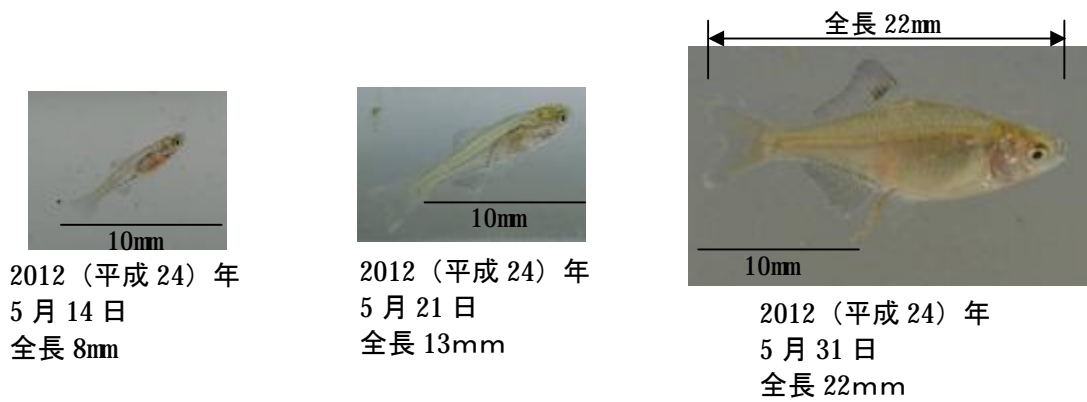 全長 22mm
10mm
2012（平成 24）年
5 月 14 日
全長 8mm
10mm
2012（平成 24）年
5 月 21 日
全長 13ｍｍ
10mm
2012（平成 24）年
5 月 31 日
全長 22ｍｍ